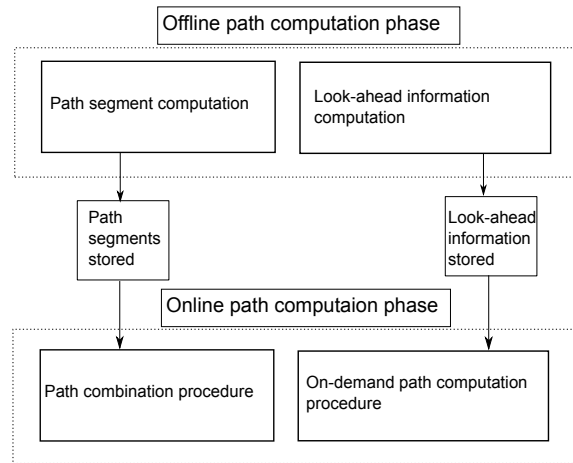 Offline path computation phase
Path segment computation
Look-ahead information
computation
Path
segments
stored
Look-ahead
information
stored
Online path computaion phase
Path combination procedure
On-demand path computation
procedure